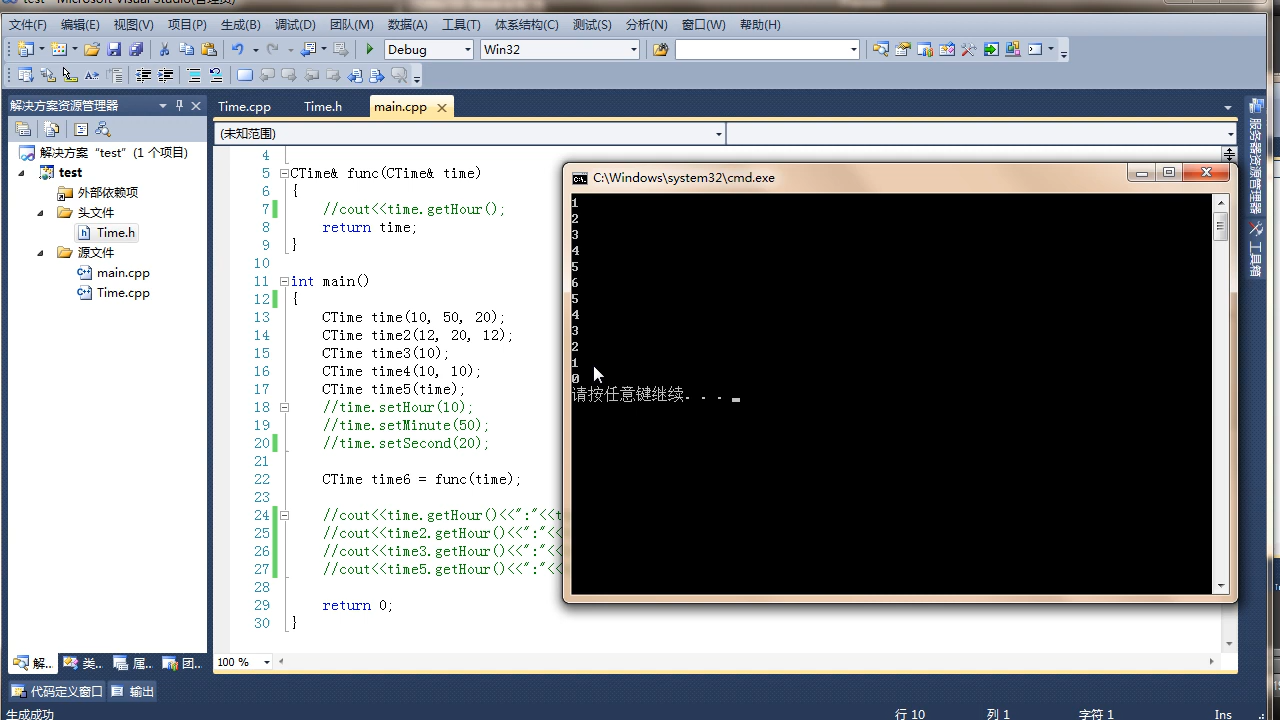 test - Microsoft Visual Studio(管理员)
文件(F) 编辑(E) 视图(V) 项目(P) 生成(B) 调试(D) 团队(M) 数据(A) 工具(T) 体系结构(C) 测试(S) 分析(N) 窗口(W) 帮助(H)
Debug Win32
解决方案资源管理器
Time.cpp Time.h main.cpp
(未知范围)
解决方案 “test” (1 个项目)
test
外部依赖项
头文件
Time.h
源文件
main.cpp
Time.cpp
4
5 CTime& func(CTime& time)
6 {
7 //cout<<time.getHour();
8 return time;
9 }
10
11 int main()
12 {
13 CTime time(10, 50, 20);
14 CTime time2(12, 20, 12);
15 CTime time3(10);
16 CTime time4(10, 10);
17 CTime time5(time);
18 //time.setHour(10);
19 //time.setMinute(50);
20 //time.setSecond(20);
21
22 CTime time6 = func(time);
23
24 //cout<<time.getHour()<<":"<<t
25 //cout<<time2.getHour()<<":"<<
26 //cout<<time3.getHour()<<":"<<
27 //cout<<time5.getHour()<<":"<<
28
29 return 0;
30 }
C:\Windows\system32\cmd.exe
1
2
3
4
5
6
5
4
3
2
1
0
请按任意键继续. . .
服务器资源管理器
工具箱
100 %
解... 类... 属... 团...
代码定义窗口 输出
生成成功 行 10 列 1 字符 1 Ins